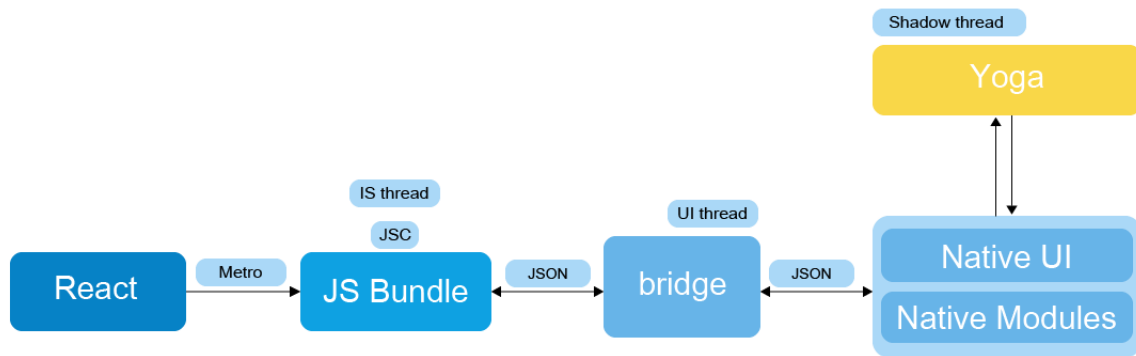 Shadow thread
Yoga
IS thread
UI thread
JSC
React
Metro
JS Bundle
JSON
bridge
JSON
Native UI
Native Modules